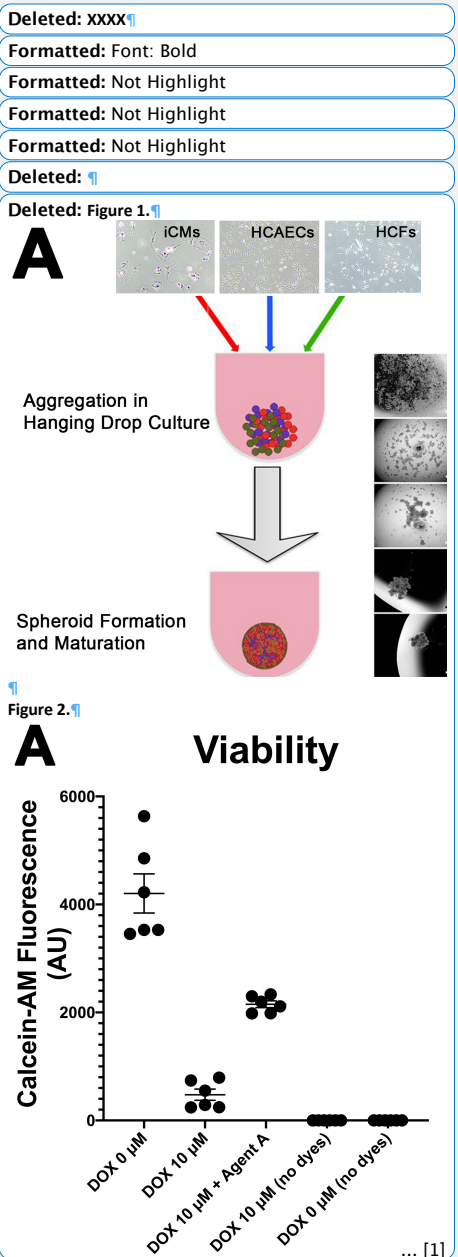 Deleted: XXXX¶
Formatted: Font: Bold
Formatted: Not Highlight
Formatted: Not Highlight
Formatted: Not Highlight
Deleted: ¶
Deleted: Figure 1.¶
A
iCMs
HCAECs
HCFs
Aggregation in
Hanging Drop Culture
Spheroid Formation
and Maturation
¶
Figure 2.¶
A
Viability
Calcein-AM Fluorescence
(AU)
6000
4000
2000
0
DOX 0 µM
DOX 10 µM
DOX 10 µM + Agent A
DOX 10 µM (no dyes)
DOX 0 µM (no dyes)
... [1]